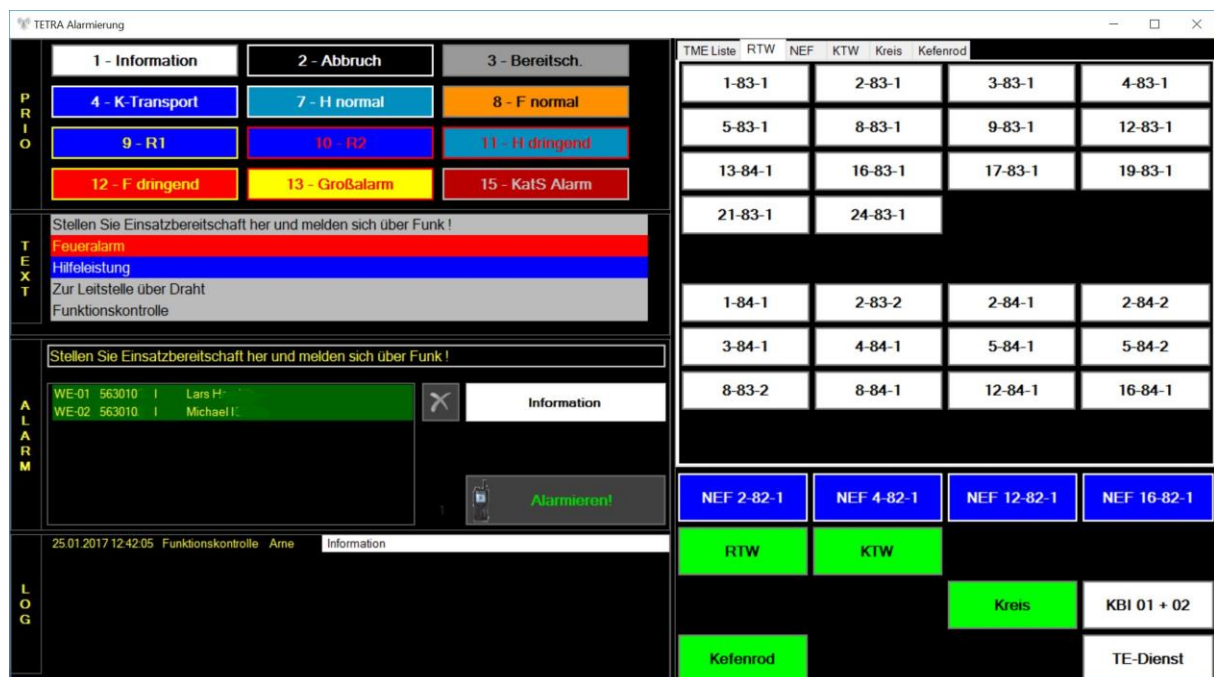 TETRA Alarmierung
PRIO
1 - Information 2 - Abbruch 3 - Bereitsch.
4 - K-Transport 7 - H normal 8 - F normal
9 - R1 10 - R2 11 - H dringend
12 - F dringend 13 - Großalarm 15 - KatS Alarm
TEXT
Stellen Sie Einsatzbereitschaft her und melden sich über Funk !
Feueralarm
Hilfeleistung
Zur Leitstelle über Draht
Funktionskontrolle
ALARM
Stellen Sie Einsatzbereitschaft her und melden sich über Funk !
WE-01 563010 I Lars
WE-02 563010 I Michael
Information
1
Alarmieren!
LOG
25.01.2017 12:42:05 Funktionskontrolle Arne Information
TME Liste RTW NEF KTW Kreis Kefenrod
1-83-1 2-83-1 3-83-1 4-83-1
5-83-1 8-83-1 9-83-1 12-83-1
13-84-1 16-83-1 17-83-1 19-83-1
21-83-1 24-83-1
1-84-1 2-83-2 2-84-1 2-84-2
3-84-1 4-84-1 5-84-1 5-84-2
8-83-2 8-84-1 12-84-1 16-84-1
NEF 2-82-1 NEF 4-82-1 NEF 12-82-1 NEF 16-82-1
RTW KTW
Kreis KBI 01 + 02
Kefenrod TE-Dienst